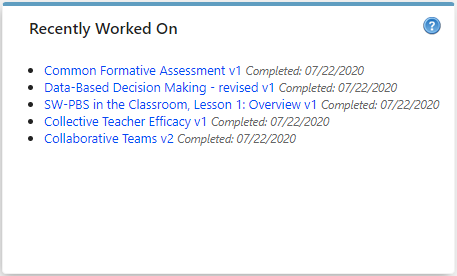 Recently Worked On
?
Common Formative Assessment v1 Completed: 07/22/2020
Data-Based Decision Making - revised v1 Completed: 07/22/2020
SW-PBS in the Classroom, Lesson 1: Overview v1 Completed: 07/22/2020
Collective Teacher Efficacy v1 Completed: 07/22/2020
Collaborative Teams v2 Completed: 07/22/2020